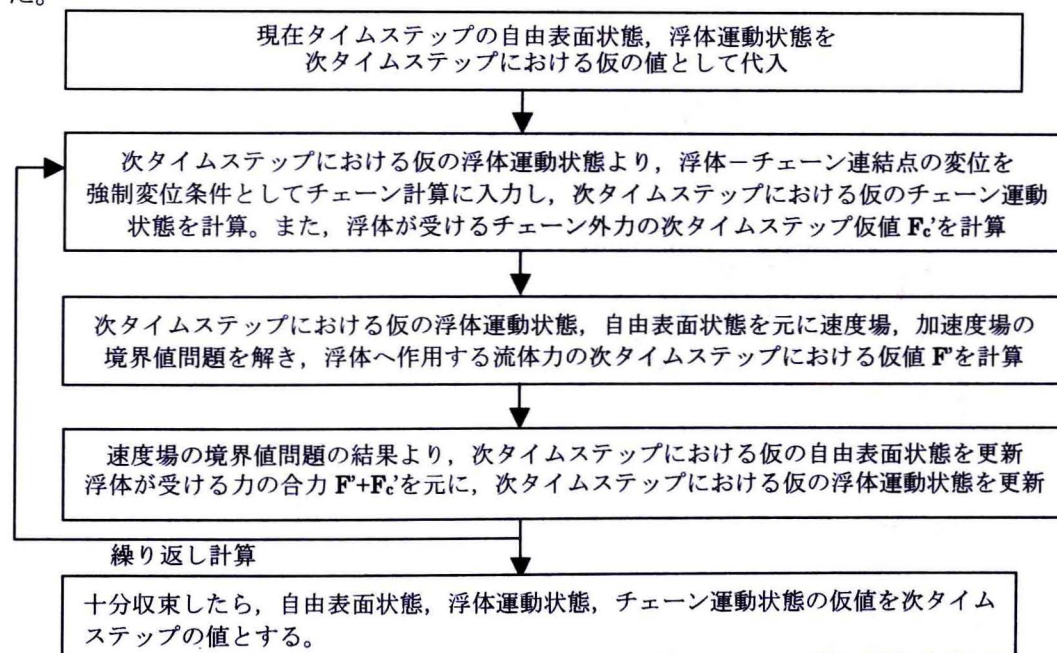 た。
現在タイムステップの自由表面状態，浮体運動状態を
次タイムステップにおける仮の値として代入
次タイムステップにおける仮の浮体運動状態より，浮体－チェーン連結点の変位を
強制変位条件としてチェーン計算に入力し，次タイムステップにおける仮のチェーン運動
状態を計算。また，浮体が受けるチェーン外力の次タイムステップ仮値 Fc'を計算
次タイムステップにおける仮の浮体運動状態，自由表面状態を元に速度場，加速度場の
境界値問題を解き，浮体へ作用する流体力の次タイムステップにおける仮値 F'を計算
速度場の境界値問題の結果より，次タイムステップにおける仮の自由表面状態を更新
浮体が受ける力の合力 F'+Fc'を元に，次タイムステップにおける仮の浮体運動状態を更新
繰り返し計算
十分収束したら，自由表面状態，浮体運動状態，チェーン運動状態の仮値を次タイム
ステップの値とする。